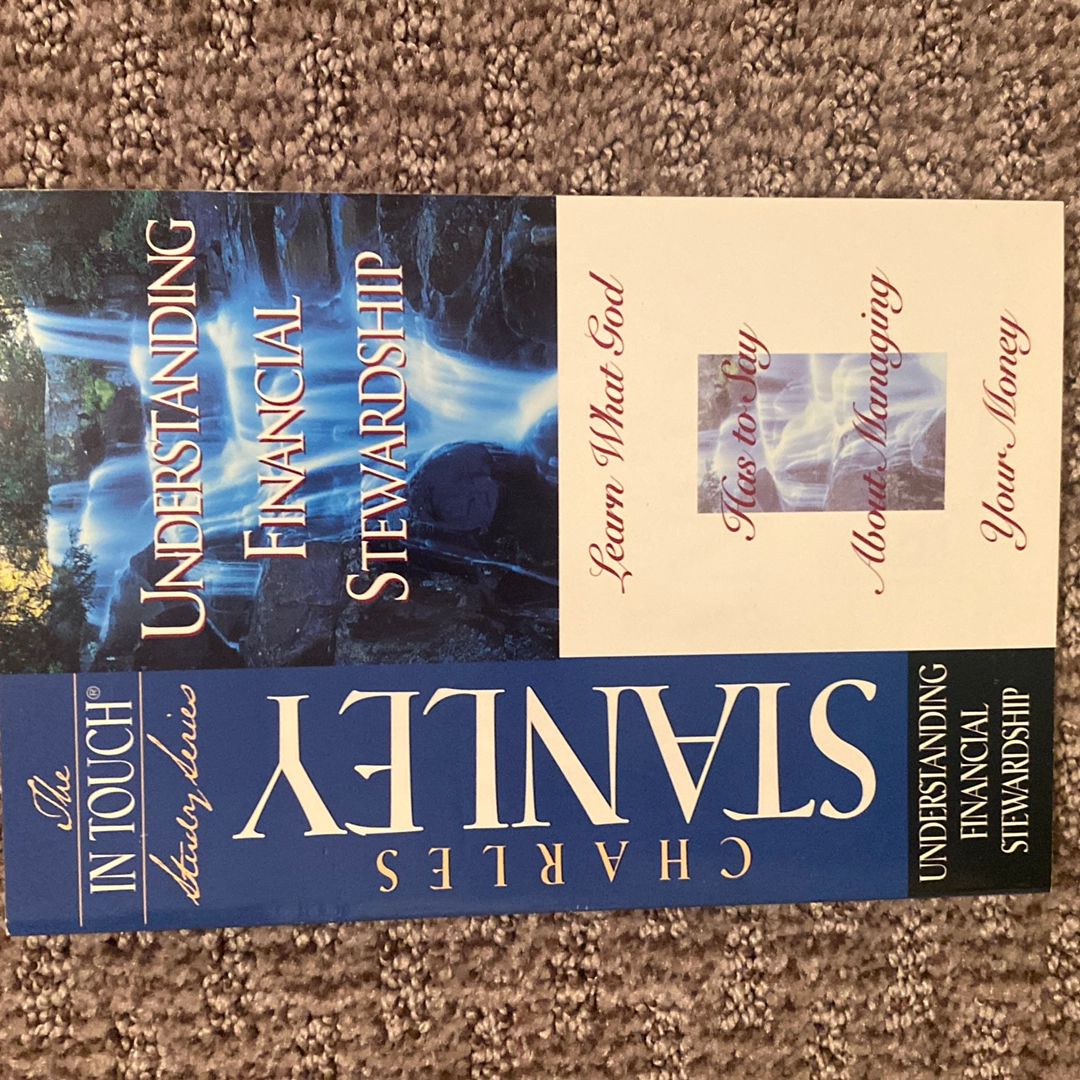 The
IN TOUCH®
Study Series
CHARLES
STANLEY
UNDERSTANDING
FINANCIAL
STEWARDSHIP
UNDERSTANDING
FINANCIAL
STEWARDSHIP
Learn What God
Has to Say
About Managing
Your Money